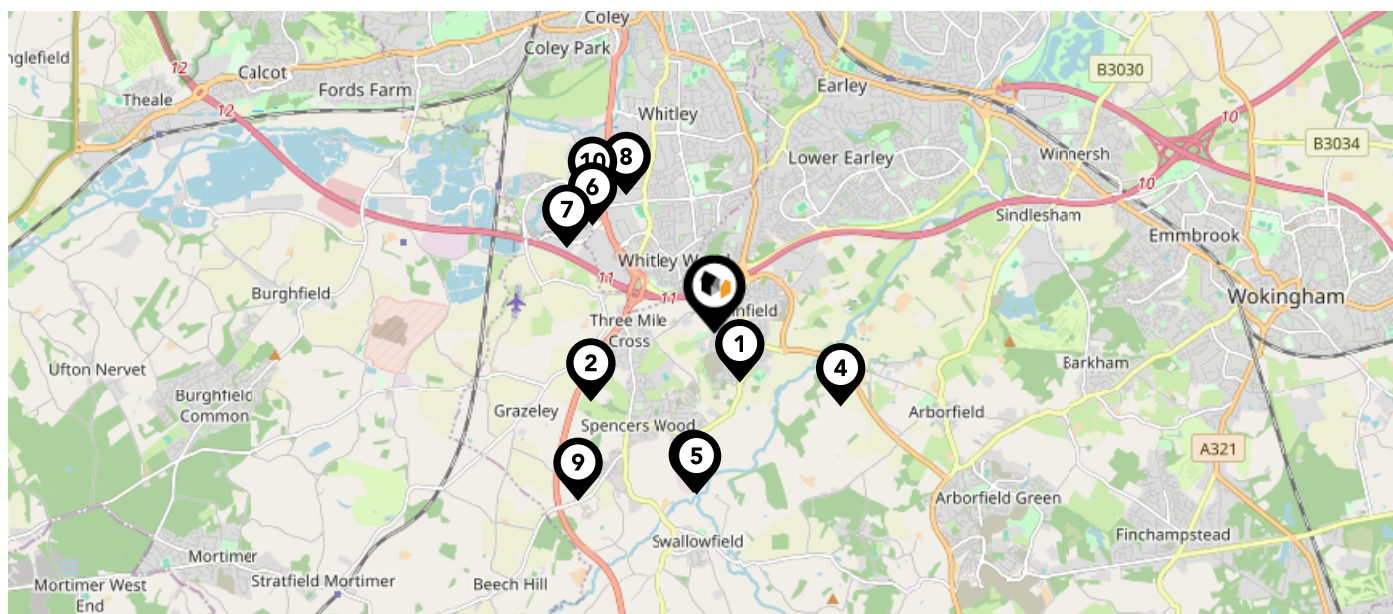 Coley
Coley Park
nglefield
12
Calcot
B3030
Fords Farm
Earley
Theale
12
Whitley
10
B3034
Lower Earley
Winnersh
10
8
6
7
10
Sindlesham
Emmbrook
Whitley W
11
Burghfield
11
Wokingham
nfield
Three Mile
Cross
1
2
4
Barkham
Ufton Nervet
Burghfield
Common
Grazeley
Arborfield
Spencers Wood
A321
9
5
Arborfield Green
Finchampstead
Swallowfield
Mortimer
Stratfield Mortimer
Beech Hill
Mortimer West
End